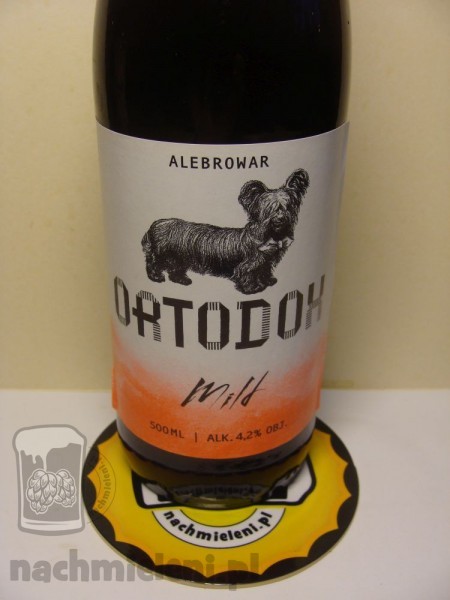 ALEBROWAR
ORTODOX
Mild
500ML | ALK. 4,2% OBJ.
nachmieleni.pl
nachmieleni.pl